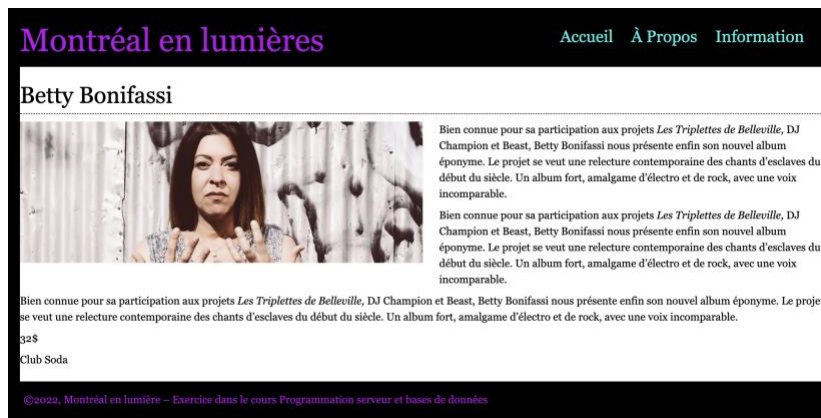 Montréal en lumières
Accueil À Propos Information
Betty Bonifassi
Bien connue pour sa participation aux projets Les Triplettes de Belleville, DJ
Champion et Beast, Betty Bonifassi nous présente enfin son nouvel album
éponyme. Le projet se veut une relecture contemporaine des chants d'esclaves du
début du siècle. Un album fort, amalgame d'électro et de rock, avec une voix
incomparable.
Bien connue pour sa participation aux projets Les Triplettes de Belleville, DJ
Champion et Beast, Betty Bonifassi nous présente enfin son nouvel album
éponyme. Le projet se veut une relecture contemporaine des chants d'esclaves du
début du siècle. Un album fort, amalgame d'électro et de rock, avec une voix
incomparable.
Bien connue pour sa participation aux projets Les Triplettes de Belleville, DJ Champion et Beast, Betty Bonifassi nous présente enfin son nouvel album éponyme. Le proje
se veut une relecture contemporaine des chants d'esclaves du début du siècle. Un album fort, amalgame d'électro et de rock, avec une voix incomparable.
32$
Club Soda
©2022, Montréal en lumière – Exercice dans le cours Programmation serveur et bases de données